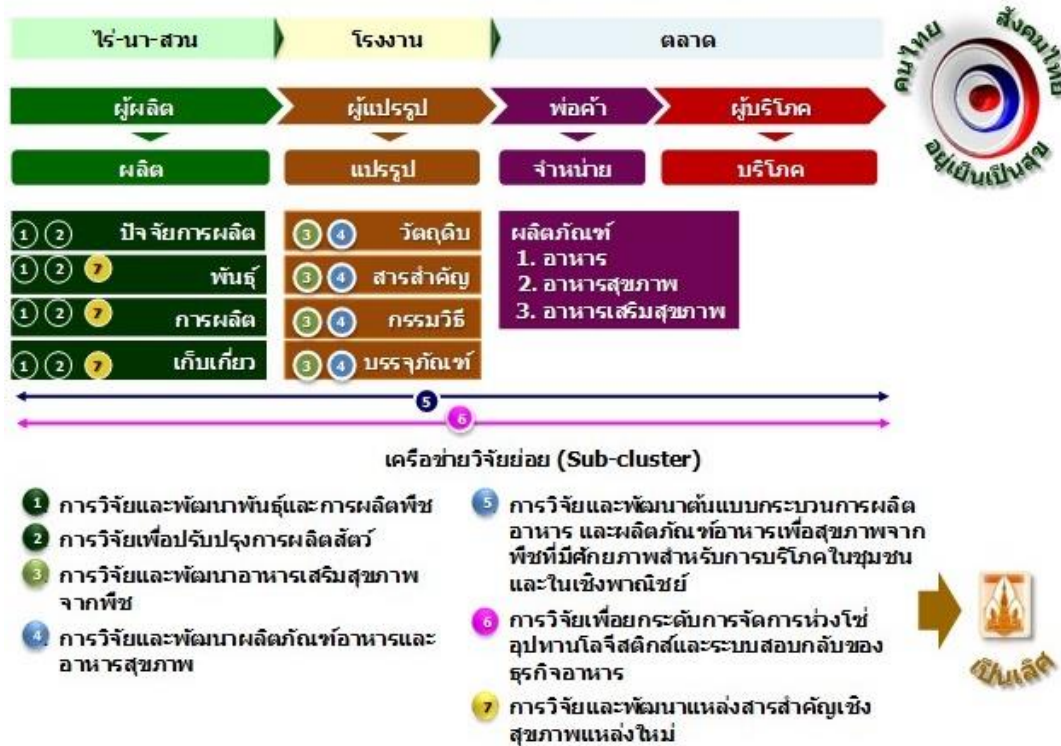 ไร่-นา-สวน
โรงงาน
ตลาด
คนไทย สังคมไทย
อยู่เย็นเป็นสุข
ผู้ผลิต
ผู้แปรรูป
พ่อค้า
ผู้บริโภค
ผลิต
แปรรูป
จำหน่าย
บริโภค
1 2 ปัจจัยการผลิต
1 2 7 พันธุ์
1 2 7 การผลิต
1 2 7 เก็บเกี่ยว
3 4 วัตถุดิบ
3 4 สารสำคัญ
3 4 กรรมวิธี
3 4 บรรจุภัณฑ์
ผลิตภัณฑ์
1. อาหาร
2. อาหารสุขภาพ
3. อาหารเสริมสุขภาพ
5
6
เครือข่ายวิจัยย่อย (Sub-cluster)
1 การวิจัยและพัฒนาพันธุ์และการผลิตพืช
2 การวิจัยเพื่อปรับปรุงการผลิตสัตว์
3 การวิจัยและพัฒนาอาหารเสริมสุขภาพ
จากพืช
4 การวิจัยและพัฒนาผลิตภัณฑ์อาหารและ
อาหารสุขภาพ
5 การวิจัยและพัฒนาต้นแบบกระบวนการผลิต
อาหาร และผลิตภัณฑ์อาหารเพื่อสุขภาพจาก
พืชที่มีศักยภาพสำหรับการบริโภคในชุมชน
และในเชิงพาณิชย์
6 การวิจัยเพื่อยกระดับการจัดการห่วงโซ่
อุปทานโลจีสติกส์และระบบสอบกลับของ
ธุรกิจอาหาร
7 การวิจัยและพัฒนาแหล่งสารสำคัญเชิง
สุขภาพแหล่งใหม่
เป็นเลิศ